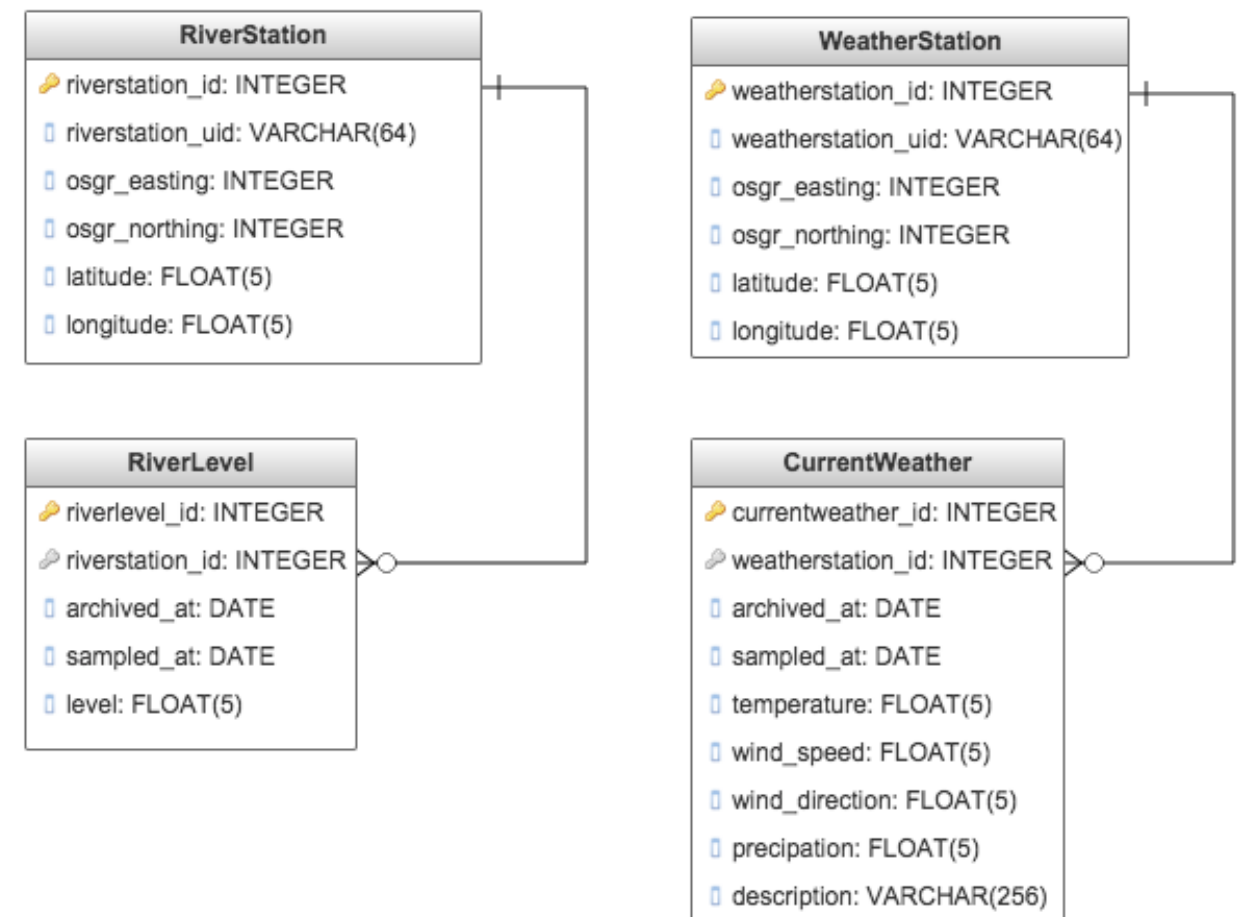 RiverStation
riverstation_id: INTEGER
riverstation_uid: VARCHAR(64)
osgr_easting: INTEGER
osgr_northing: INTEGER
latitude: FLOAT(5)
longitude: FLOAT(5)
WeatherStation
weatherstation_id: INTEGER
weatherstation_uid: VARCHAR(64)
osgr_easting: INTEGER
osgr_northing: INTEGER
latitude: FLOAT(5)
longitude: FLOAT(5)
RiverLevel
riverlevel_id: INTEGER
riverstation_id: INTEGER
archived_at: DATE
sampled_at: DATE
level: FLOAT(5)
CurrentWeather
currentweather_id: INTEGER
weatherstation_id: INTEGER
archived_at: DATE
sampled_at: DATE
temperature: FLOAT(5)
wind_speed: FLOAT(5)
wind_direction: FLOAT(5)
precipation: FLOAT(5)
description: VARCHAR(256)